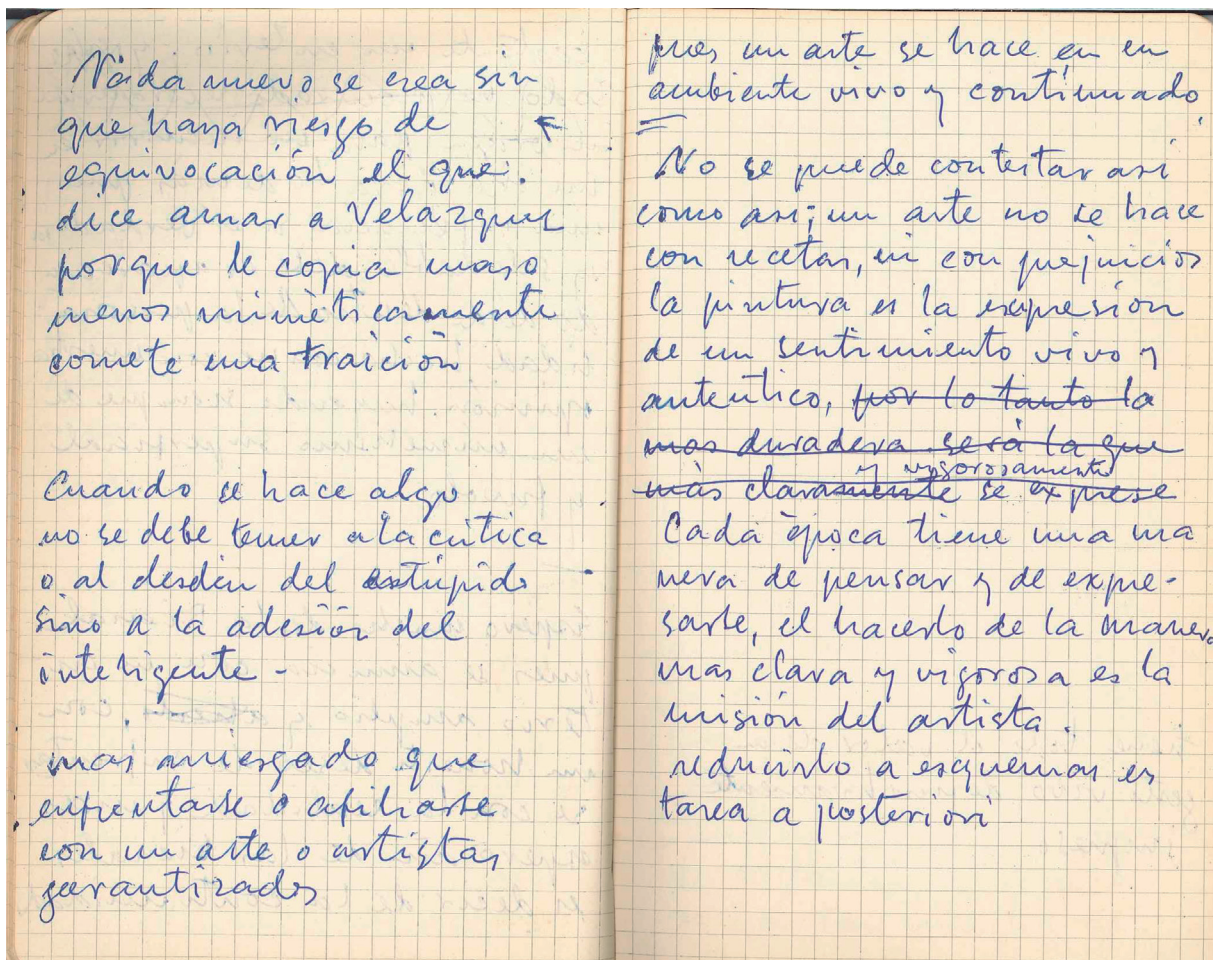 Nada nuevo se crea sin
que haya riesgo de
equivocación el que.
dice amar a Velazquez
porque le copia maso
menos miméticamente
comete una traición
Cuando se hace algo
no se debe temer a la crítica
o al desdén del estúpido
sino a la adesión del
inteligente -
mas arriesgado que
enfrentarse o afiliarse
con un arte o artistas
garantizados
pues un arte se hace en en
ambiente vivo y continuado.
No se puede contestar asi
como asi; un arte no se hace
con recetas, ni con prejuicios
la pintura es la expresión
de un sentimiento vivo y
autentico, por lo tanto la
mas duradera será la que
y vigorosamente
más claramente se exprese
Cada época tiene una ma
nera de pensar y de expre-
sarse, el hacerlo de la manera
mas clara y vigorosa es la
misión del artista.
reducirlo a esquemas es
tarea a posteriori